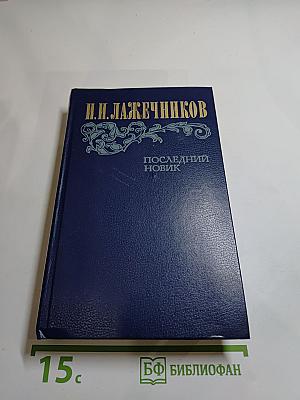 И.И.ЛАЖЕЧНИКОВ
ПОСЛЕДНИЙ
НОВИК
15с
БФ БИБЛИОФАН